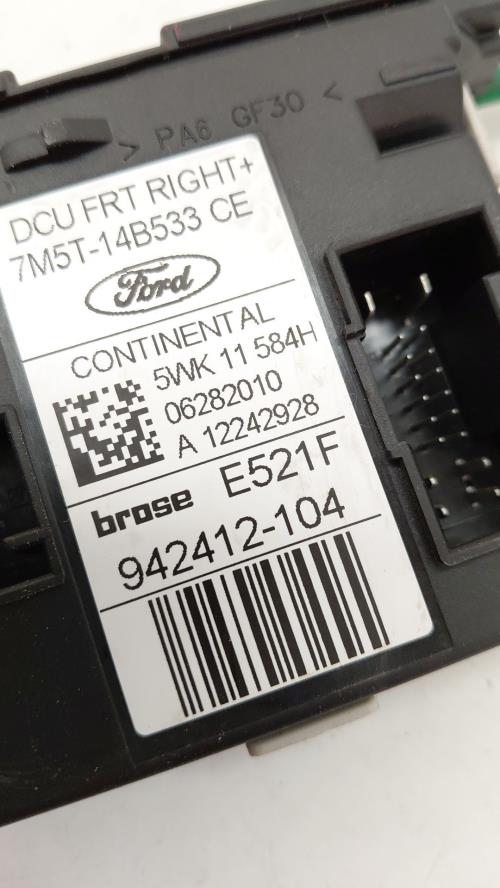 > PA6 GF30 <
DCU FRT RIGHT+
7M5T-14B533 CE
Ford
CONTINENTAL
5WK 11 584H
06282010
A 12242928
brose E521F
942412-104